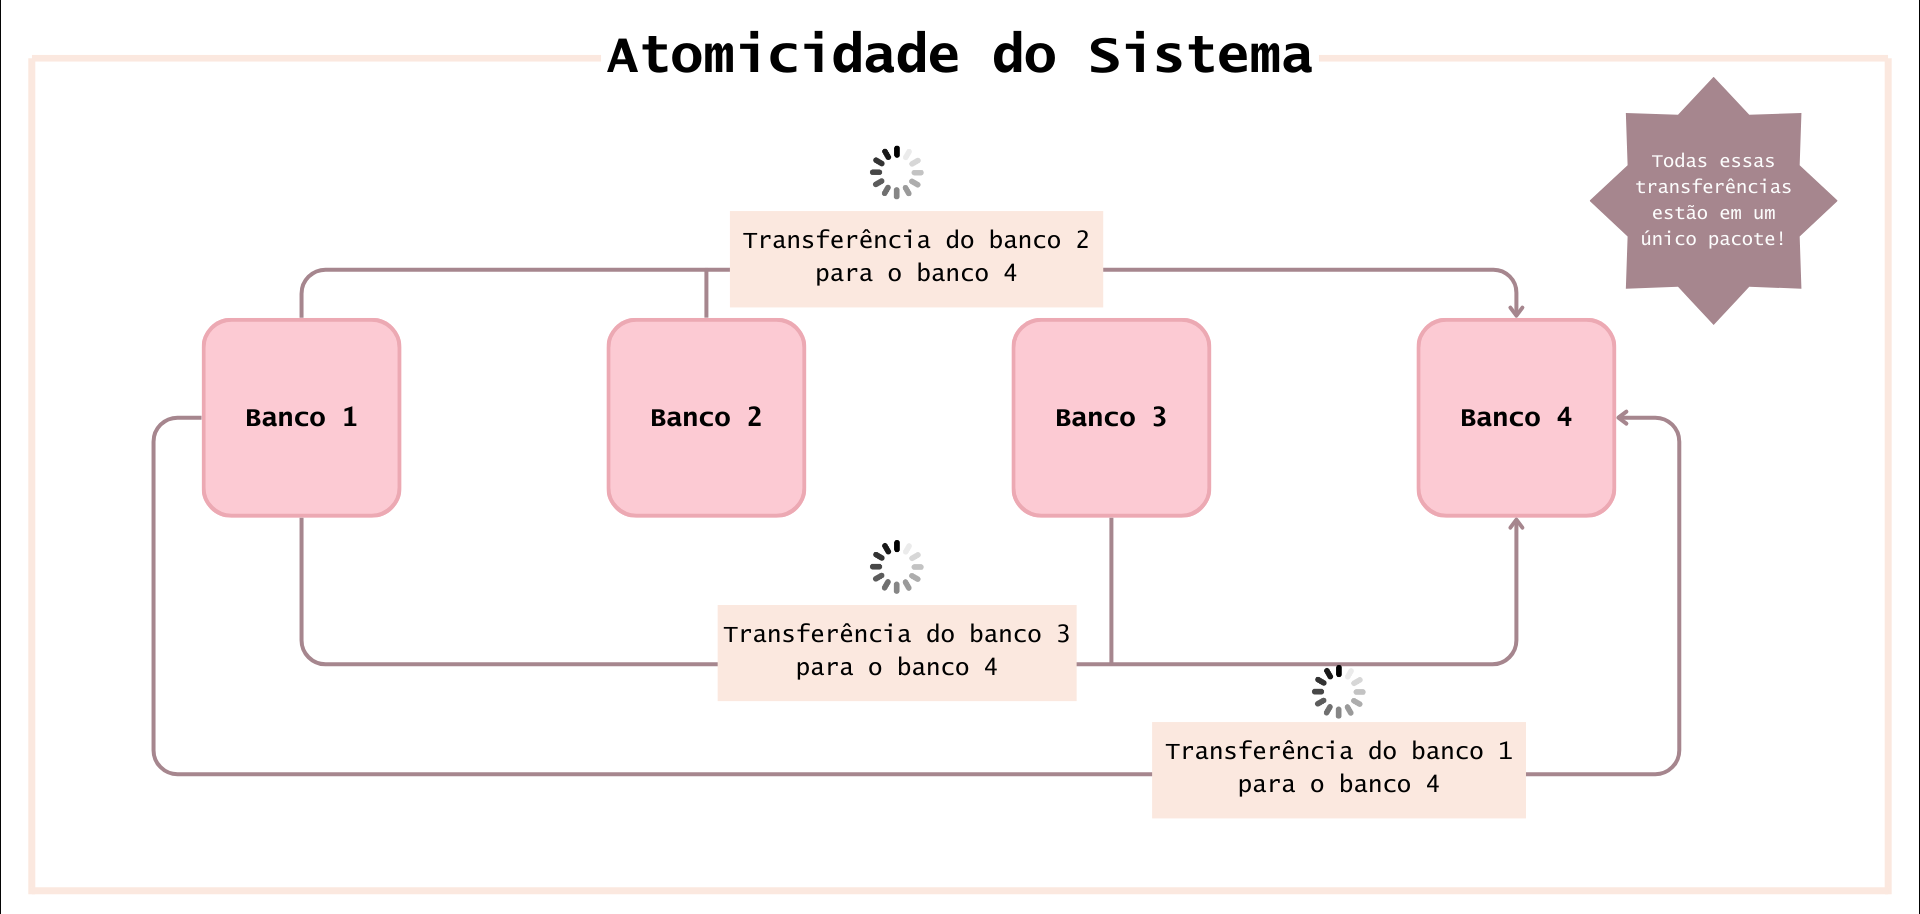 Atomicidade do Sistema
Todas essas
transferências
estão em um
único pacote!
Transferência do banco 2
para o banco 4
Banco 1
Banco 2
Banco 3
Banco 4
Transferência do banco 3
para o banco 4
Transferência do banco 1
para o banco 4